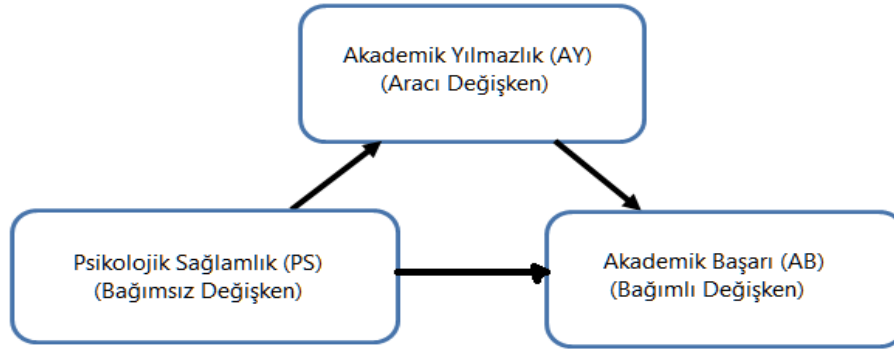 Akademik Yılmazlık (AY)
(Aracı Değişken)
Psikolojik Sağlamlık (PS)
(Bağımsız Değişken)
Akademik Başarı (AB)
(Bağımlı Değişken)